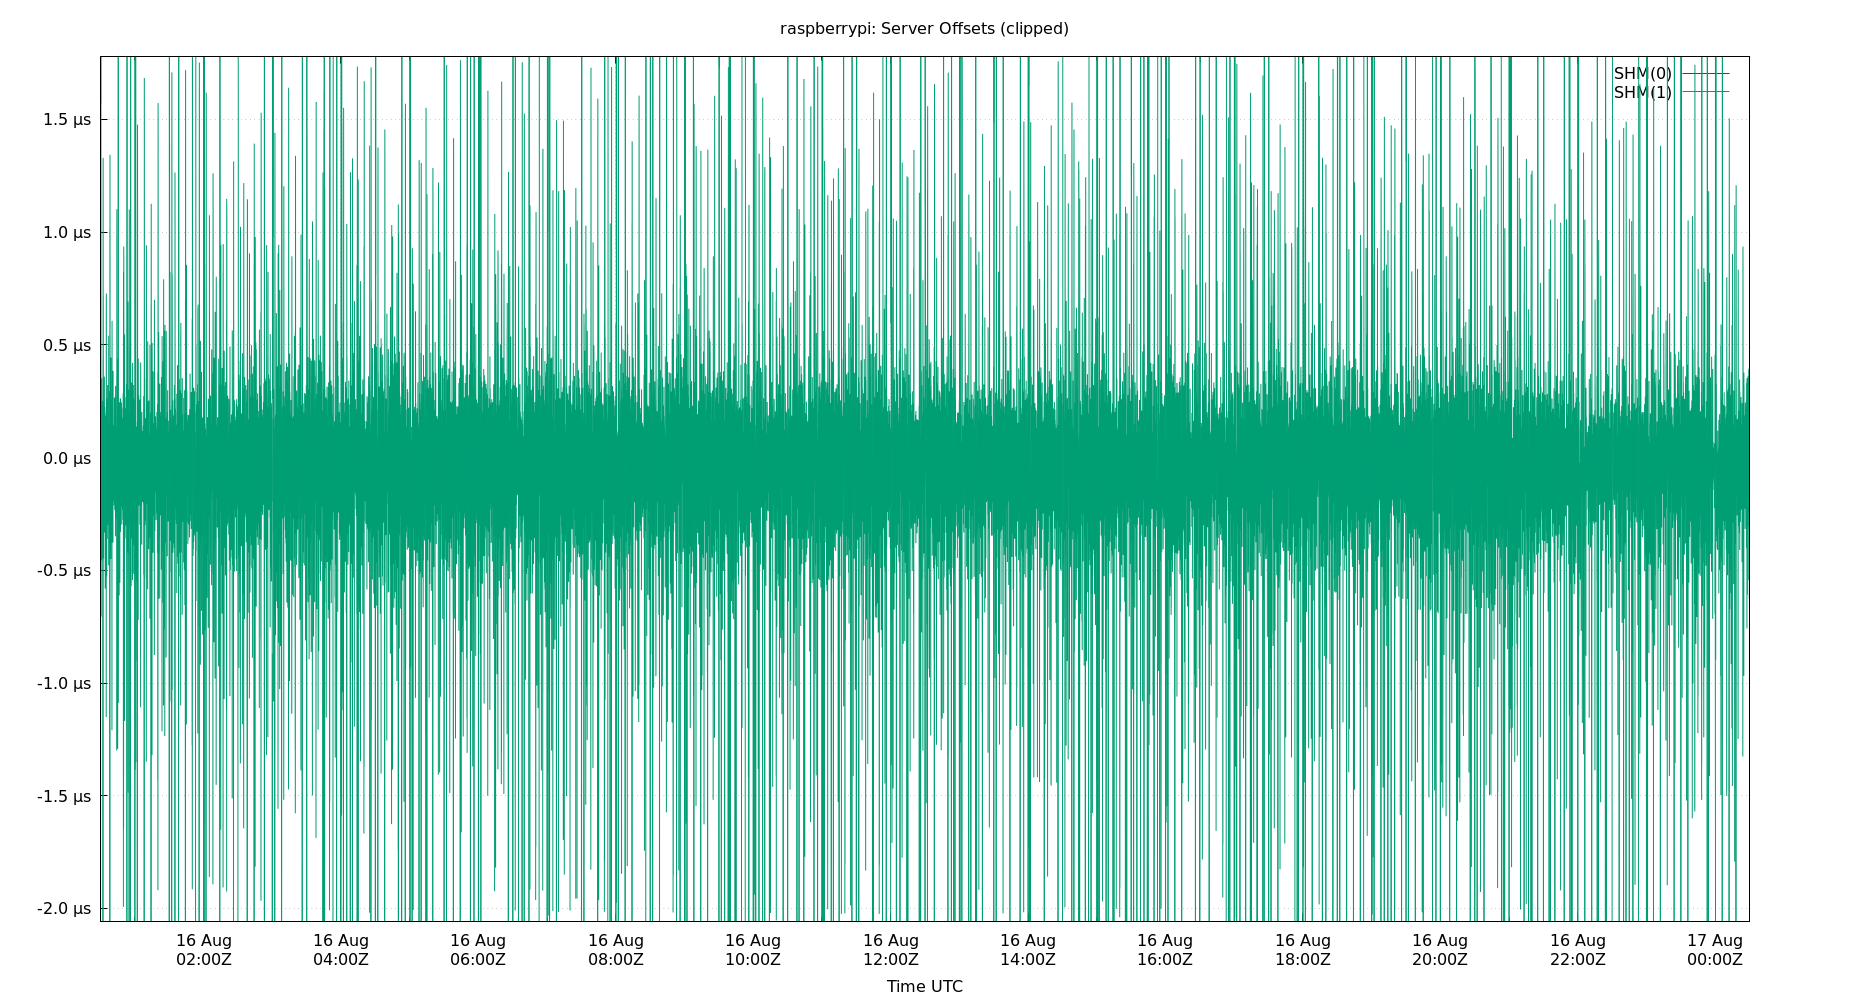 raspberrypi: Server Offsets (clipped)
SHM(0)
SHM(1)
1.5 µs
1.0 µs
0.5 µs
0.0 µs
-0.5 µs
-1.0 µs
-1.5 µs
-2.0 µs
16 Aug 16 Aug 16 Aug 16 Aug 16 Aug 16 Aug 16 Aug 16 Aug 16 Aug 16 Aug 16 Aug 17 Aug
02:00Z 04:00Z 06:00Z 08:00Z 10:00Z 12:00Z 14:00Z 16:00Z 18:00Z 20:00Z 22:00Z 00:00Z
Time UTC